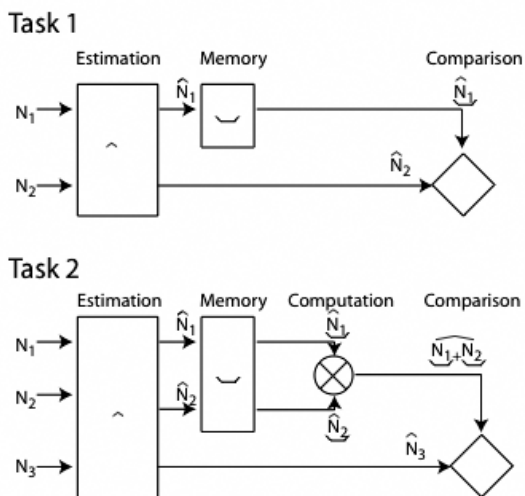 Task 1
Estimation Memory Comparison
N₁ N̂₁ N̂₁
N₂ N̂₂
Task 2
Estimation Memory Computation Comparison
N₁ N̂₁ N̂₁ N₁+N₂
N₂ N̂₂ N̂₂
N₃ N̂₃